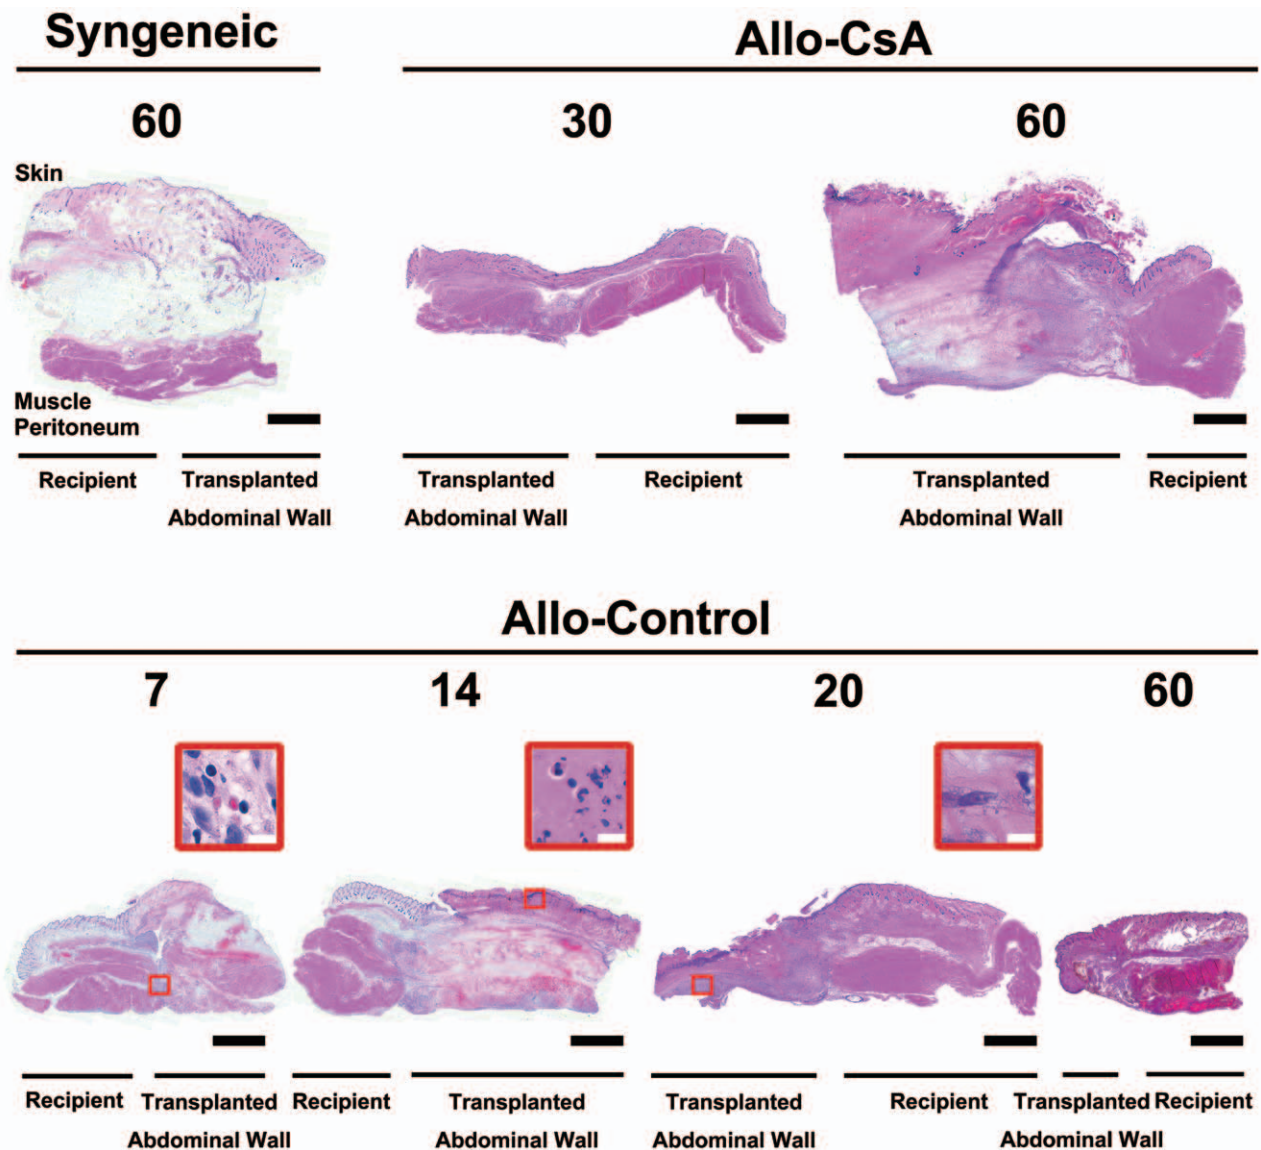 Syngeneic
Allo-CsA
60
30
60
Skin
Muscle
Peritoneum
Recipient
Transplanted
Abdominal Wall
Transplanted
Abdominal Wall
Recipient
Transplanted
Abdominal Wall
Recipient
Allo-Control
7
14
20
60
Recipient
Transplanted
Abdominal Wall
Recipient
Transplanted
Abdominal Wall
Transplanted
Abdominal Wall
Recipient
Transplanted
Abdominal Wall
Recipient